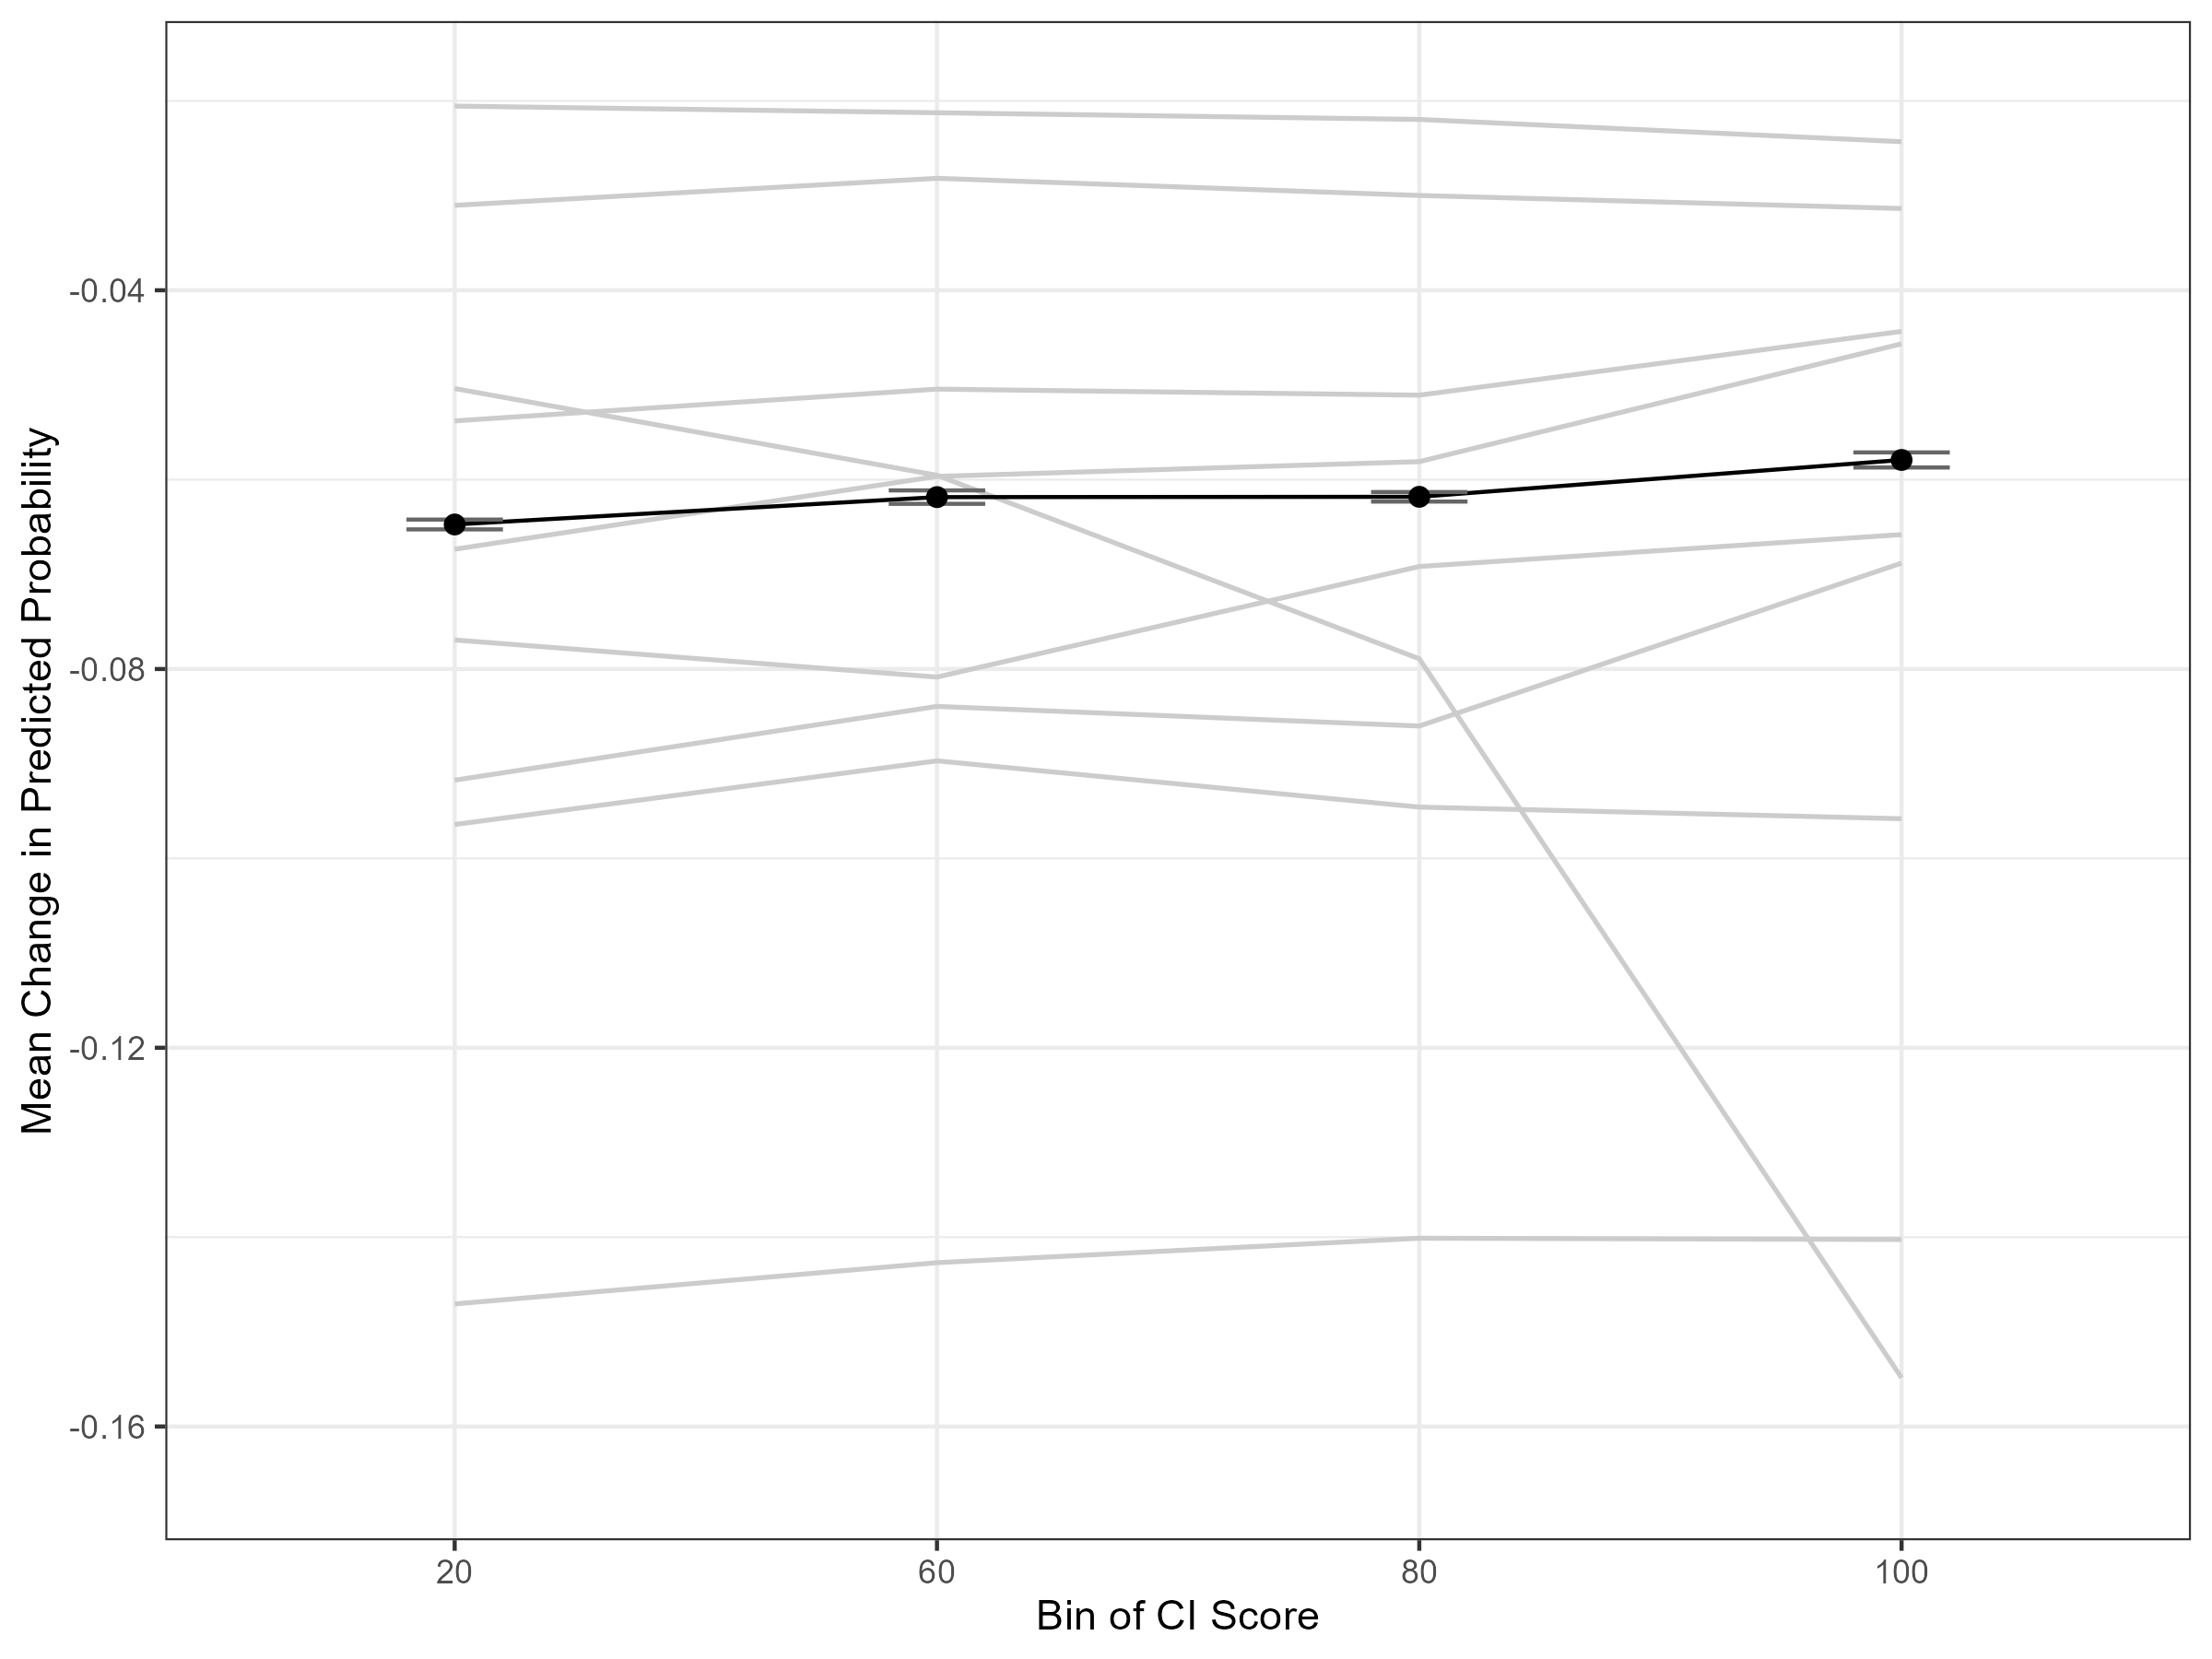 Mean Change in Predicted Probability
-0.04
-0.08
-0.12
-0.16
20 60 80 100
Bin of CI Score